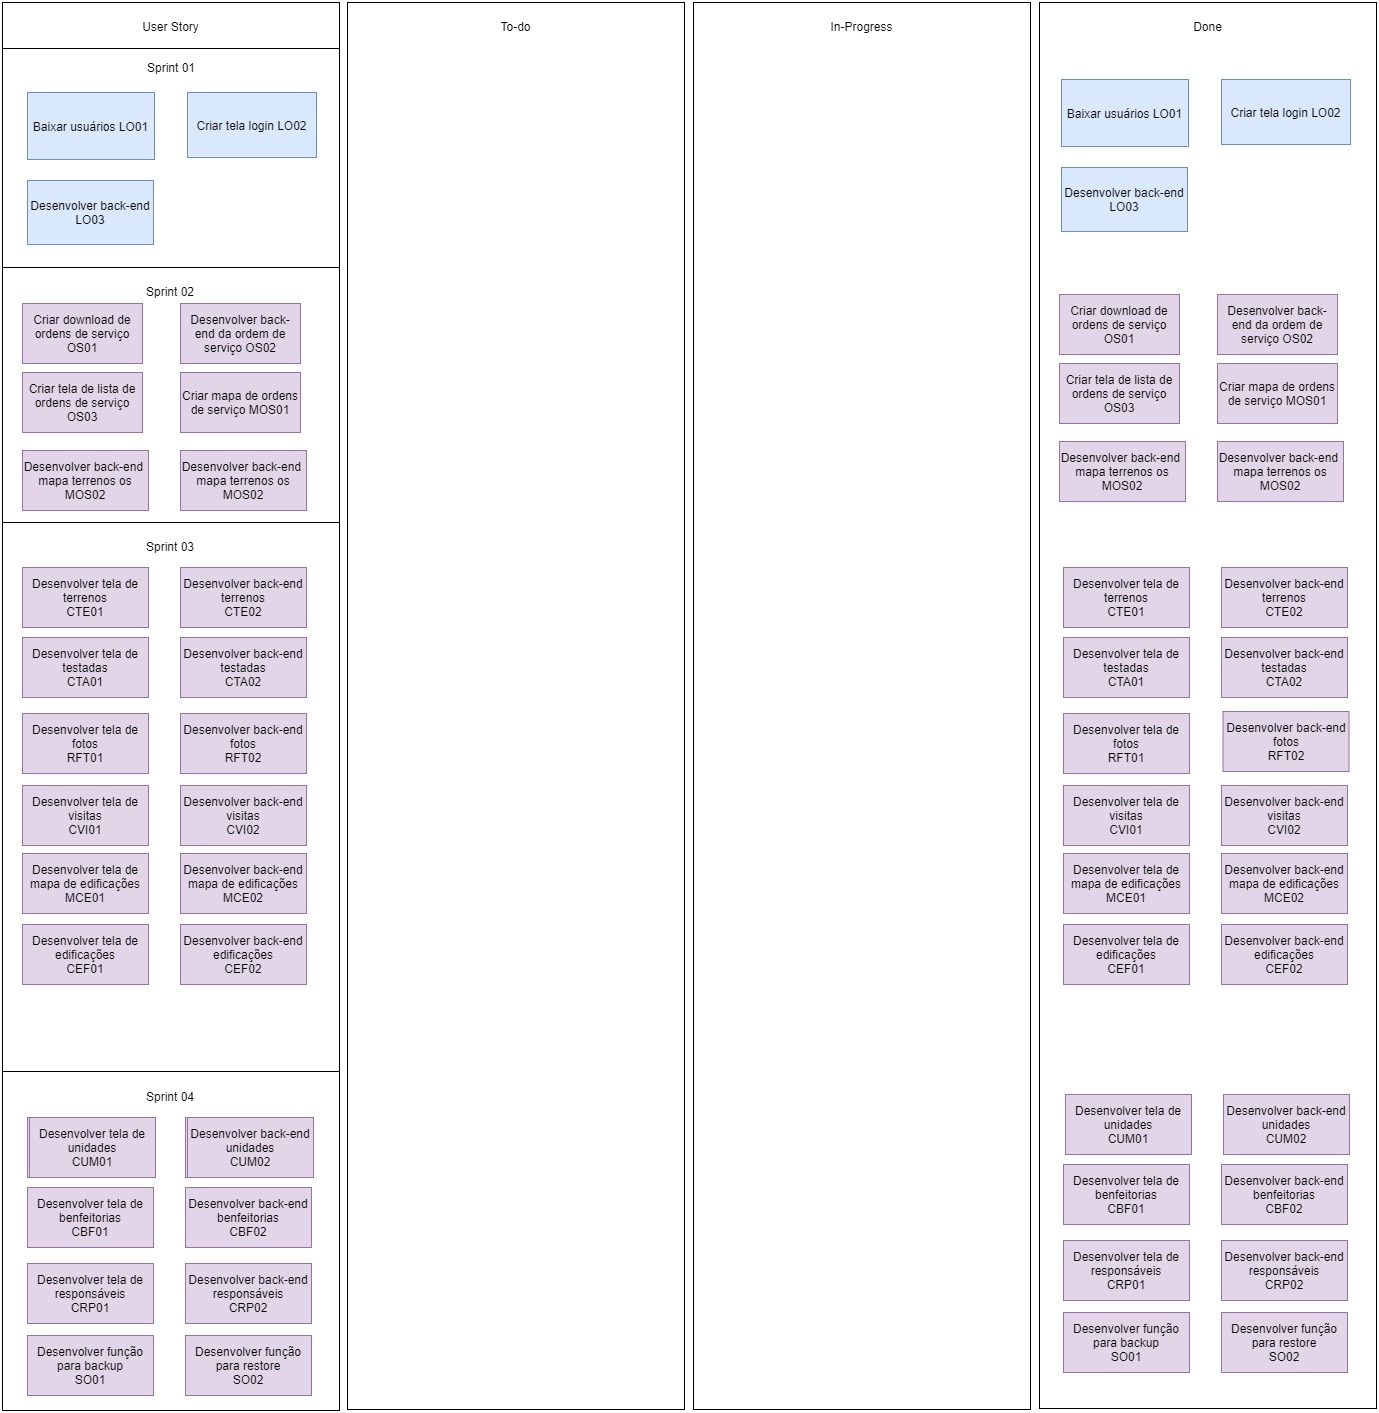 User Story
To-do
In-Progress
Done
Sprint 01
Baixar usuários LO01
Criar tela login LO02
Desenvolver back-end
LO03
Sprint 02
Criar download de
ordens de serviço
OS01
Desenvolver back-
end da ordem de
serviço OS02
Criar tela de lista de
ordens de serviço
OS03
Criar mapa de ordens
de serviço MOS01
Desenvolver back-end
mapa terrenos os
MOS02
Desenvolver back-end
mapa terrenos os
MOS02
Sprint 03
Desenvolver tela de
terrenos
CTE01
Desenvolver back-end
terrenos
CTE02
Desenvolver tela de
testadas
CTA01
Desenvolver back-end
testadas
CTA02
Desenvolver tela de
fotos
RFT01
Desenvolver back-end
fotos
RFT02
Desenvolver tela de
visitas
CVI01
Desenvolver back-end
visitas
CVI02
Desenvolver tela de
mapa de edificações
MCE01
Desenvolver back-end
mapa de edificações
MCE02
Desenvolver tela de
edificações
CEF01
Desenvolver back-end
edificações
CEF02
Sprint 04
Desenvolver tela de
unidades
CUM01
Desenvolver back-end
unidades
CUM02
Desenvolver tela de
benfeitorias
CBF01
Desenvolver back-end
benfeitorias
CBF02
Desenvolver tela de
responsáveis
CRP01
Desenvolver back-end
responsáveis
CRP02
Desenvolver função
para backup
SO01
Desenvolver função
para restore
SO02
Baixar usuários LO01
Criar tela login LO02
Desenvolver back-end
LO03
Criar download de
ordens de serviço
OS01
Desenvolver back-
end da ordem de
serviço OS02
Criar tela de lista de
ordens de serviço
OS03
Criar mapa de ordens
de serviço MOS01
Desenvolver back-end
mapa terrenos os
MOS02
Desenvolver back-end
mapa terrenos os
MOS02
Desenvolver tela de
terrenos
CTE01
Desenvolver back-end
terrenos
CTE02
Desenvolver tela de
testadas
CTA01
Desenvolver back-end
testadas
CTA02
Desenvolver tela de
fotos
RFT01
Desenvolver back-end
fotos
RFT02
Desenvolver tela de
visitas
CVI01
Desenvolver back-end
visitas
CVI02
Desenvolver tela de
mapa de edificações
MCE01
Desenvolver back-end
mapa de edificações
MCE02
Desenvolver tela de
edificações
CEF01
Desenvolver back-end
edificações
CEF02
Desenvolver tela de
unidades
CUM01
Desenvolver back-end
unidades
CUM02
Desenvolver tela de
benfeitorias
CBF01
Desenvolver back-end
benfeitorias
CBF02
Desenvolver tela de
responsáveis
CRP01
Desenvolver back-end
responsáveis
CRP02
Desenvolver função
para backup
SO01
Desenvolver função
para restore
SO02